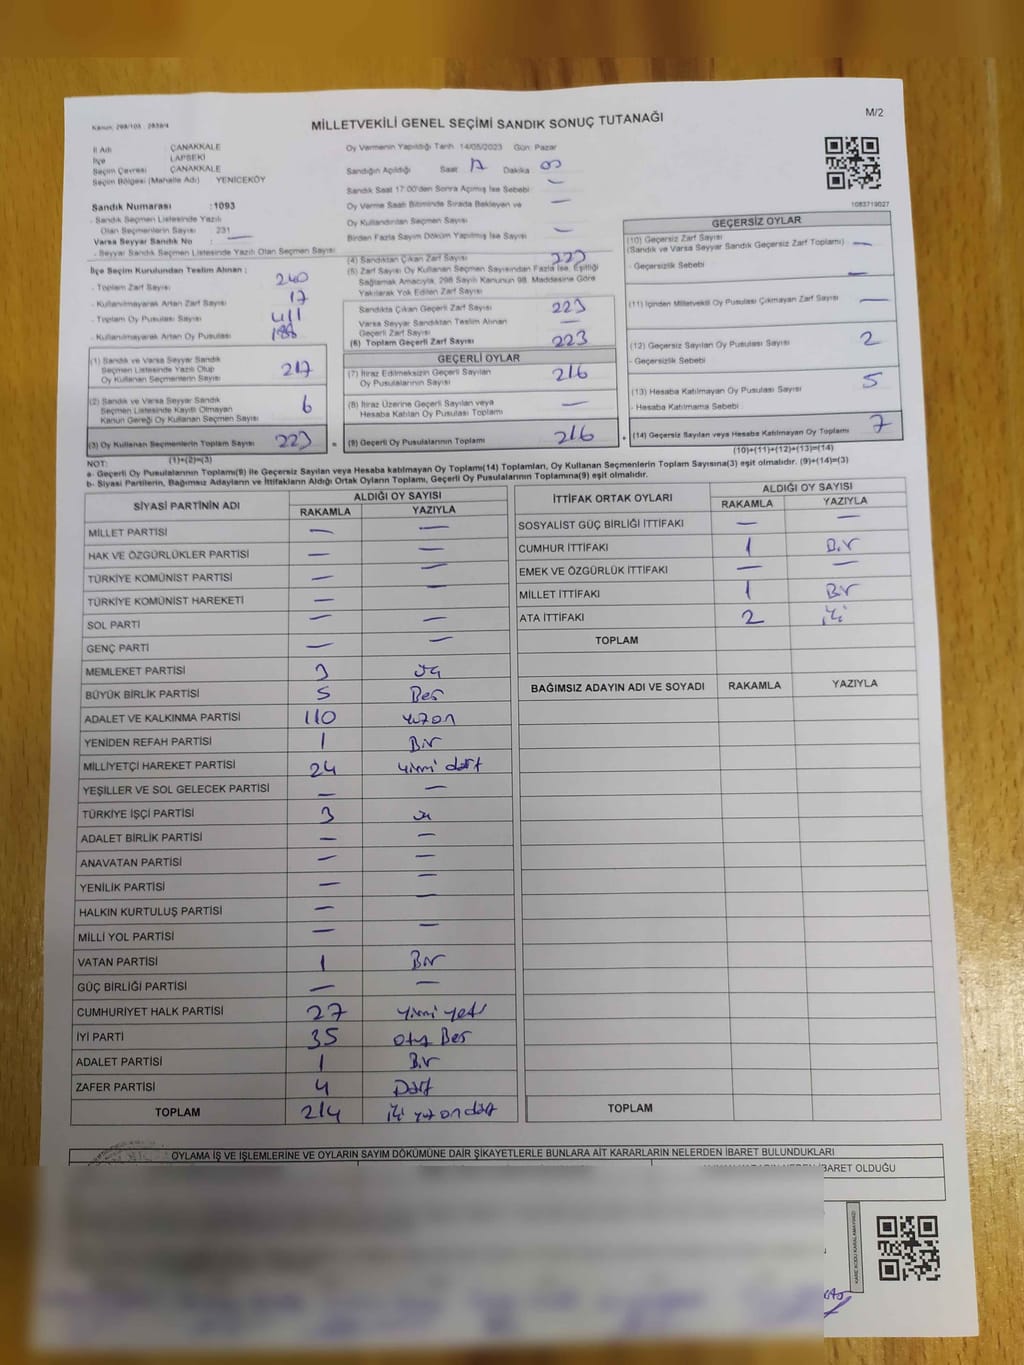 Kanun: 298/105 - 2839/4
M/2
MİLLETVEKİLİ GENEL SEÇİMİ SANDIK SONUÇ TUTANAĞI
İl Adı : ÇANAKKALE
İlçe : LAPSEKİ
Seçim Çevresi : ÇANAKKALE
Seçim Bölgesi (Mahalle Adı) : YENİCEKÖY
Sandık Numarası : 1093
- Sandık Seçmen Listesinde Yazılı
Olan Seçmenlerin Sayısı : 231
Varsa Seyyar Sandık No : —
- Seyyar Sandık Seçmen Listesinde Yazılı Olan Seçmen Sayısı
Oy Vermenin Yapıldığı Tarih 14/05/2023 Gün Pazar
Sandığın Açıldığı Saat 17 Dakika 00
Sandık Saat 17:00'den Sonra Açmış İse Sebebi : —
Oy Verme Saati Bitiminde Sırada Bekleyen ve —
Oy Kullandırılan Seçmen Sayısı
Birden Fazla Sayım Döküm Yapılmış İse Sayısı —
1083719027
İlçe Seçim Kurulundan Teslim Alınan :
- Toplam Zarf Sayısı 240
- Kullanılmayarak Artan Zarf Sayısı 17
- Toplam Oy Pusulası Sayısı 411
- Kullanılmayarak Artan Oy Pusulası 188
(1) Sandık ve Varsa Seyyar Sandık
Seçmen Listesinde Yazılı Olup
Oy Kullanan Seçmenlerin Sayısı 217
(2) Sandık ve Varsa Seyyar Sandık
Seçmen Listesinde Kayıtlı Olmayan
Kanun Gereği Oy Kullanan Seçmen Sayısı 6
(3) Oy Kullanan Seçmenlerin Toplam Sayısı 223 =
(1)+(2)=(3)
(4) Sandıktan Çıkan Zarf Sayısı 223
(5) Zarf Sayısı Oy Kullanan Seçmen Sayısından Fazla İse, Eşitliği
Sağlamak Amacıyla, 298 Sayılı Kanunun 98. Maddesine Göre
Yakılarak Yok Edilen Zarf Sayısı
Sandıkta Çıkan Geçerli Zarf Sayısı 223
Varsa Seyyar Sandıktan Teslim Alınan —
Geçerli Zarf Sayısı
(6) Toplam Geçerli Zarf Sayısı 223
GEÇERLİ OYLAR
(7) İtiraz Edilmeksizin Geçerli Sayılan
Oy Pusulalarının Sayısı 216
(8) İtiraz Üzerine Geçerli Sayılan veya
Hesaba Katılan Oy Pusulası Toplamı —
(9) Geçerli Oy Pusulalarının Toplamı 216 +
GEÇERSİZ OYLAR
(10) Geçersiz Zarf Sayısı
(Sandık ve Varsa Seyyar Sandık Geçersiz Zarf Toplamı) —
- Geçersizlik Sebebi —
(11) İçinden Milletvekili Oy Pusulası Çıkmayan Zarf Sayısı —
(12) Geçersiz Sayılan Oy Pusulası Sayısı 2
- Geçersizlik Sebebi
(13) Hesaba Katılmayan Oy Pusulası Sayısı 5
- Hesaba Katılmama Sebebi
(14) Geçersiz Sayılan veya Hesaba Katılmayan Oy Toplamı 7
(10)+(11)+(12)+(13)=(14)
NOT:
a- Geçerli Oy Pusulalarının Toplamı(9) ile Geçersiz Sayılan veya Hesaba katılmayan Oy Toplamı(14) Toplamları, Oy Kullanan Seçmenlerin Toplam Sayısına(3) eşit olmalıdır. (9)+(14)=(3)
b- Siyasi Partilerin, Bağımsız Adayların ve İttifakların Aldığı Ortak Oyların Toplamı, Geçerli Oy Pusulalarının Toplamına(9) eşit olmalıdır.
SİYASİ PARTİNİN ADI ALDIĞI OY SAYISI
RAKAMLA YAZIYLA
MİLLET PARTİSİ — —
HAK VE ÖZGÜRLÜKLER PARTİSİ — —
TÜRKİYE KOMÜNİST PARTİSİ — —
TÜRKİYE KOMÜNİST HAREKETİ — —
SOL PARTİ — —
GENÇ PARTİ — —
MEMLEKET PARTİSİ 3 üç
BÜYÜK BİRLİK PARTİSİ 5 Beş
ADALET VE KALKINMA PARTİSİ 110 yüzon
YENİDEN REFAH PARTİSİ 1 Bir
MİLLİYETÇİ HAREKET PARTİSİ 24 yirmi dört
YEŞİLLER VE SOL GELECEK PARTİSİ — —
TÜRKİYE İŞÇİ PARTİSİ 3 üç
ADALET BİRLİK PARTİSİ — —
ANAVATAN PARTİSİ — —
YENİLİK PARTİSİ — —
HALKIN KURTULUŞ PARTİSİ — —
MİLLİ YOL PARTİSİ — —
VATAN PARTİSİ 1 Bir
GÜÇ BİRLİĞİ PARTİSİ — —
CUMHURİYET HALK PARTİSİ 27 yirmi yedi
İYİ PARTİ 35 otuz Beş
ADALET PARTİSİ 1 Bir
ZAFER PARTİSİ 4 Dört
TOPLAM 214 iki yüz on dört
İTTİFAK ORTAK OYLARI ALDIĞI OY SAYISI
RAKAMLA YAZIYLA
SOSYALİST GÜÇ BİRLİĞİ İTTİFAKI — —
CUMHUR İTTİFAKI 1 Bir
EMEK VE ÖZGÜRLÜK İTTİFAKI — —
MİLLET İTTİFAKI 1 Bir
ATA İTTİFAKI 2 iki
TOPLAM
BAĞIMSIZ ADAYIN ADI VE SOYADI RAKAMLA YAZIYLA
TOPLAM
OYLAMA İŞ VE İŞLEMLERİNE VE OYLARIN SAYIM DÖKÜMÜNE DAİR ŞİKAYETLERLE BUNLARA AİT KARARLARIN NELERDEN İBARET BULUNDUKLARI
İBARET OLDUĞU
KARE KODU KARALAMAYINIZ!